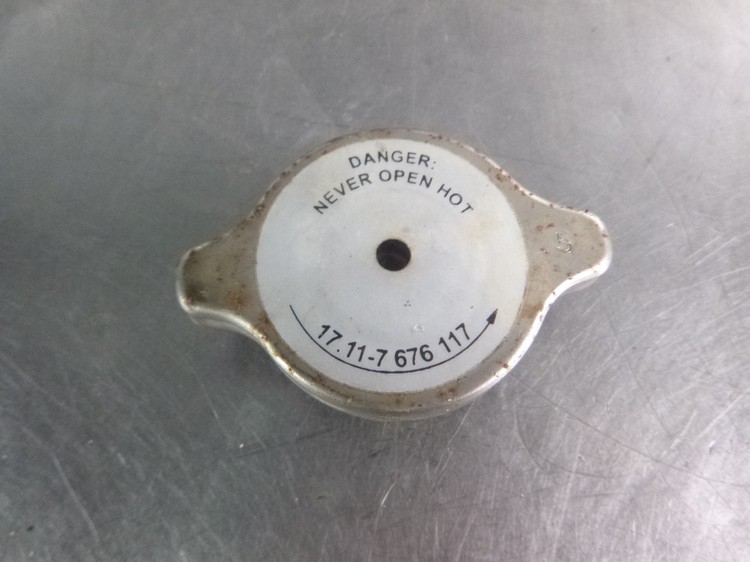 DANGER:
NEVER OPEN HOT
17.11-7 676 117